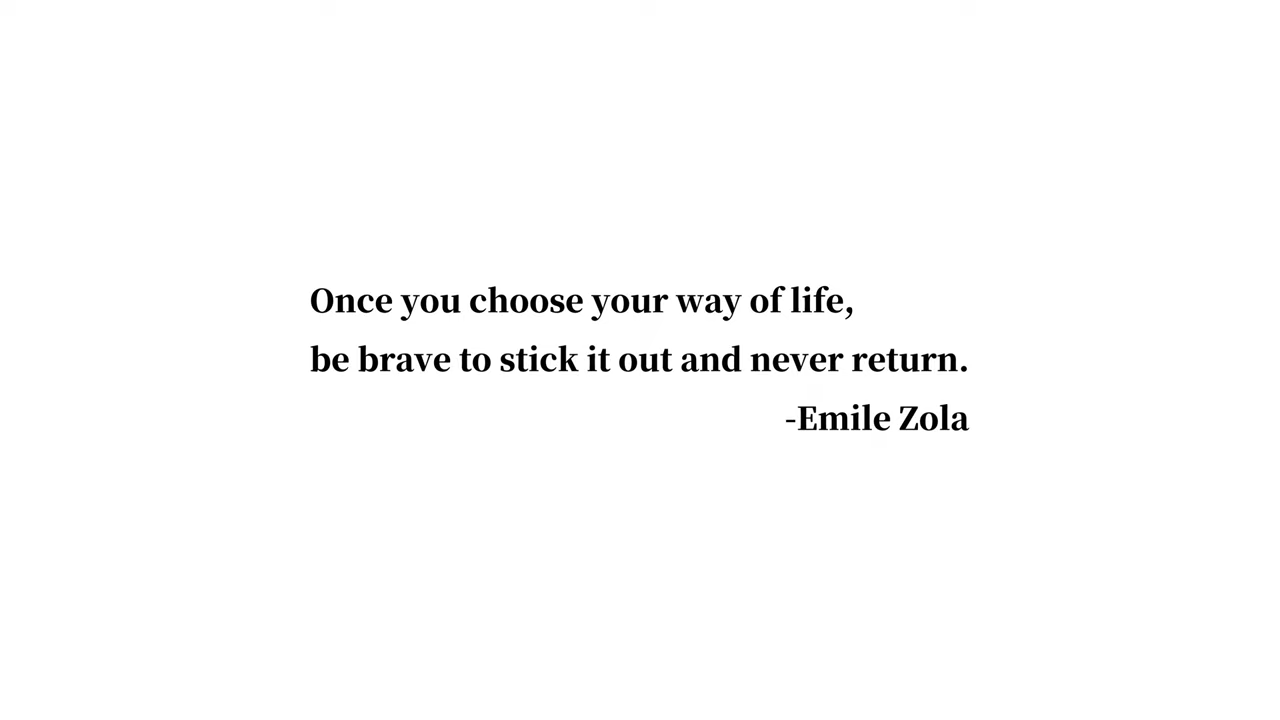 Once you choose your way of life,
be brave to stick it out and never return.
-Emile Zola